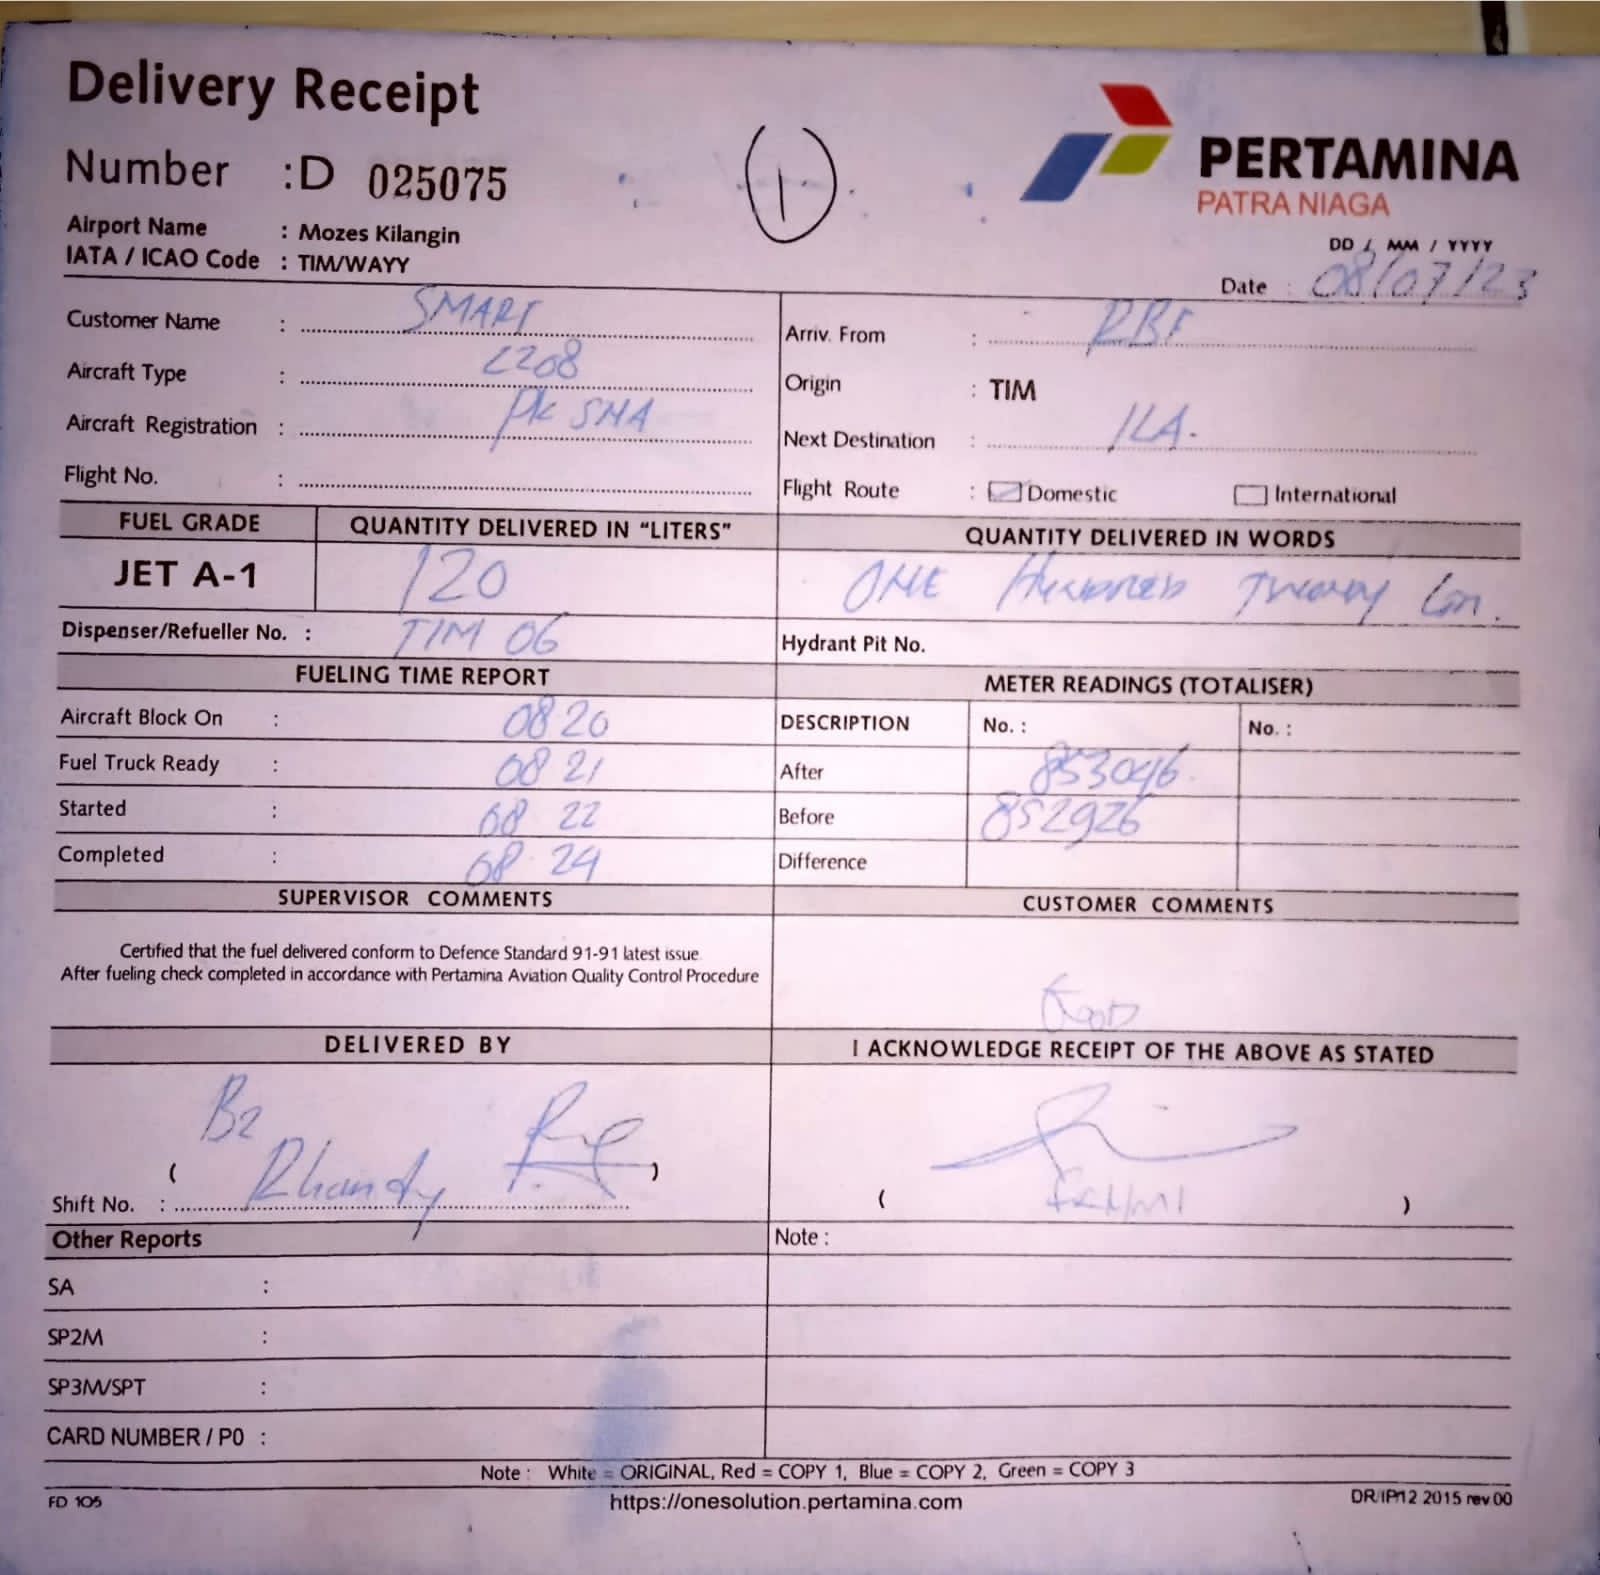 Delivery Receipt
Number : D 025075
1
PERTAMINA
PATRA NIAGA
Airport Name : Mozes Kilangin
IATA / ICAO Code : TIM/WAYY
DD / MM / YYYY
Date : 08/07/23
Customer Name : SMART
Aircraft Type : C208
Aircraft Registration : PK SNA
Flight No. :
Arriv. From :
Origin : TIM
Next Destination : ILA.
Flight Route : Domestic International
FUEL GRADE QUANTITY DELIVERED IN "LITERS" QUANTITY DELIVERED IN WORDS
JET A-1 120 ONE Hundred Twenty
Dispenser/Refueller No. : TIM 06 Hydrant Pit No.
FUELING TIME REPORT METER READINGS (TOTALISER)
Aircraft Block On : 0820 DESCRIPTION No. : No. :
Fuel Truck Ready : 08 21 After 853046
Started : 08 22 Before 852926
Completed : 08 24 Difference
SUPERVISOR COMMENTS CUSTOMER COMMENTS
Certified that the fuel delivered conform to Defence Standard 91-91 latest issue
After fueling check completed in accordance with Pertamina Aviation Quality Control Procedure
GOOD
DELIVERED BY I ACKNOWLEDGE RECEIPT OF THE ABOVE AS STATED
B2
( Rhandy )
Shift No. :
( )
Other Reports Note :
SA :
SP2M :
SP3M/SPT :
CARD NUMBER / P0 :
Note : White = ORIGINAL, Red = COPY 1, Blue = COPY 2, Green = COPY 3
FD 105 https://onesolution.pertamina.com DR/IP12 2015 rev.00